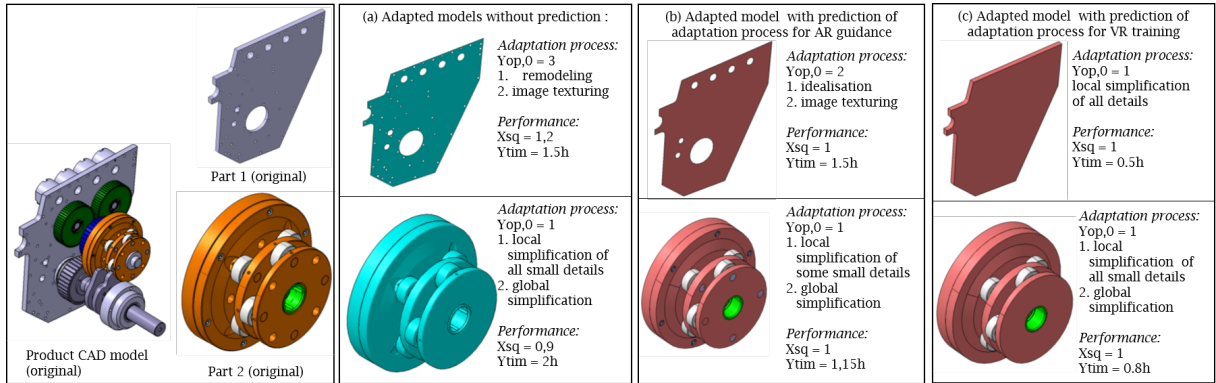 Part 1 (original)
Product CAD model
(original)
Part 2 (original)
(a) Adapted models without prediction :
Adaptation process:
Yop,0 = 3
1. remodeling
2. image texturing
Performance:
Xsq = 1,2
Ytim = 1.5h
Adaptation process:
Yop,0 = 1
1. local
simplification of
all small details
2. global
simplification
Performance:
Xsq = 0,9
Ytim = 2h
(b) Adapted model with prediction of
adaptation process for AR guidance
Adaptation process:
Yop,0 = 2
1. idealisation
2. image texturing
Performance:
Xsq = 1
Ytim = 1.5h
Adaptation process:
Yop,0 = 1
1. local
simplification of
some small details
2. global
simplification
Performance:
Xsq = 1
Ytim = 1,15h
(c) Adapted model with prediction of
adaptation process for VR training
Adaptation process:
Yop,0 = 1
local simplification
of all details
Performance:
Xsq = 1
Ytim = 0.5h
Adaptation process:
Yop,0 = 1
1. local
simplification of
all small details
2. global
simplification
Performance:
Xsq = 1
Ytim = 0.8h